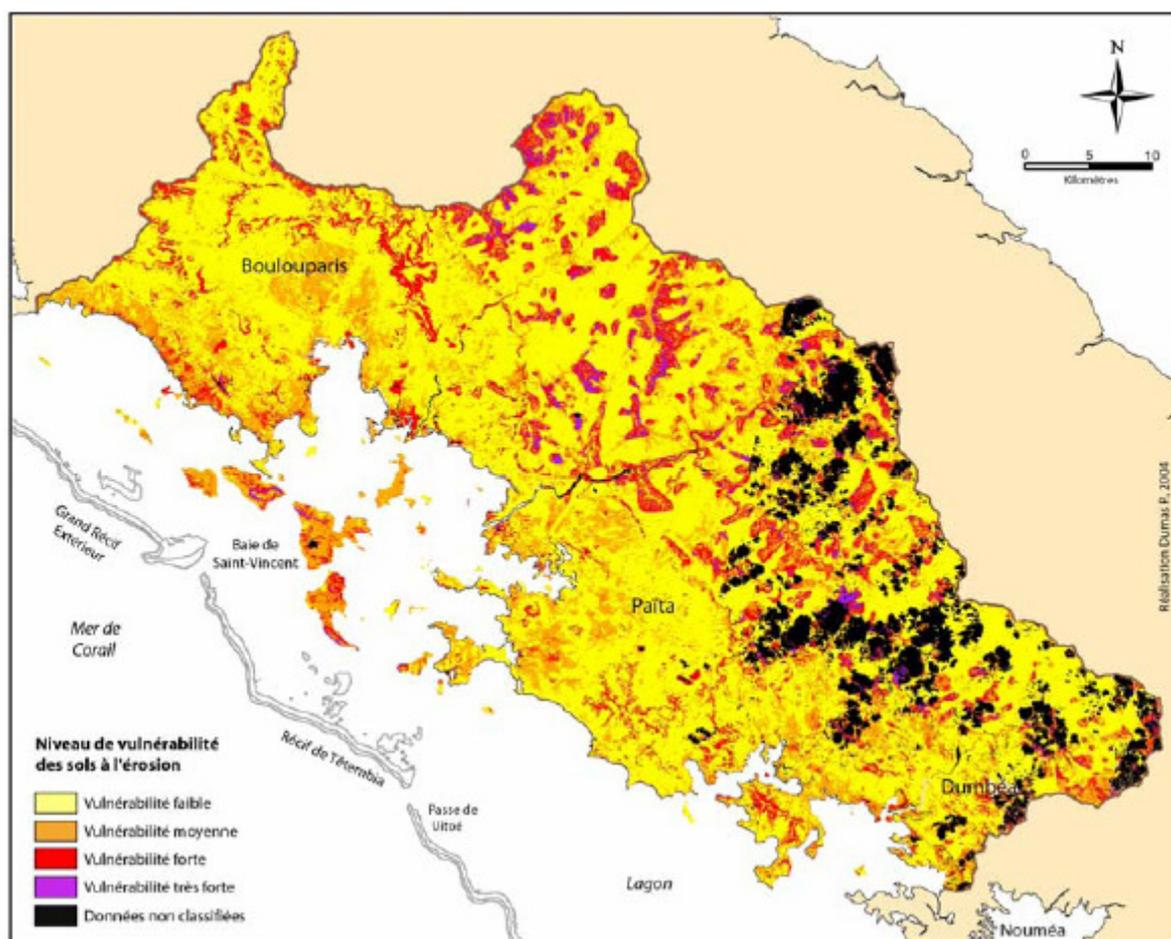 N
0 5 10
Kilomètres
Boulouparis
Grand Récif
Extérieur
Baie de
Saint-Vincent
Païta
Mer de
Corail
Récif de Têtembia
Dumbéa
Passe de
Uitoé
Lagon
Nouméa
Niveau de vulnérabilité
des sols à l'érosion
Vulnérabilité faible
Vulnérabilité moyenne
Vulnérabilité forte
Vulnérabilité très forte
Données non classifiées
Réalisation Dumas P. 2004